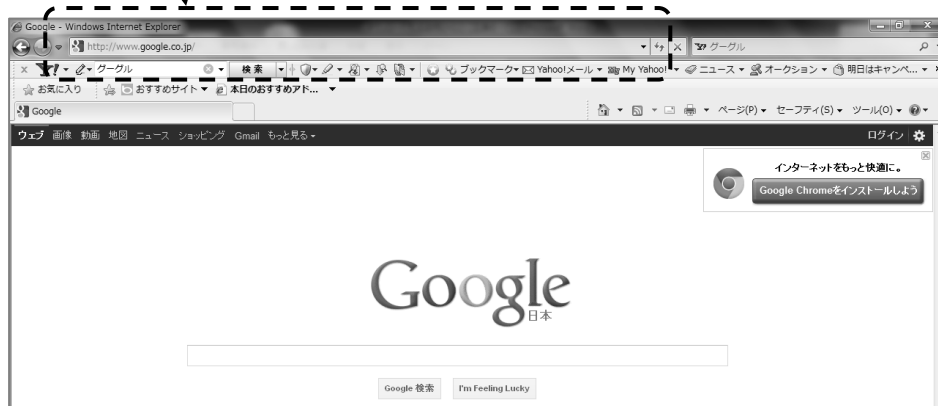 Google - Windows Internet Explorer
http://www.google.co.jp/ グーグル
Y! グーグル 検索 ブックマーク Yahoo!メール My Yahoo! ニュース オークション 明日はキャンペ...
お気に入り おすすめサイト 本日のおすすめアド...
Google ページ(P) セーフティ(S) ツール(O)
ウェブ 画像 動画 地図 ニュース ショッピング Gmail もっと見る ログイン
インターネットをもっと快適に。
Google Chromeをインストールしよう
Google
日本
Google 検索 I'm Feeling Lucky